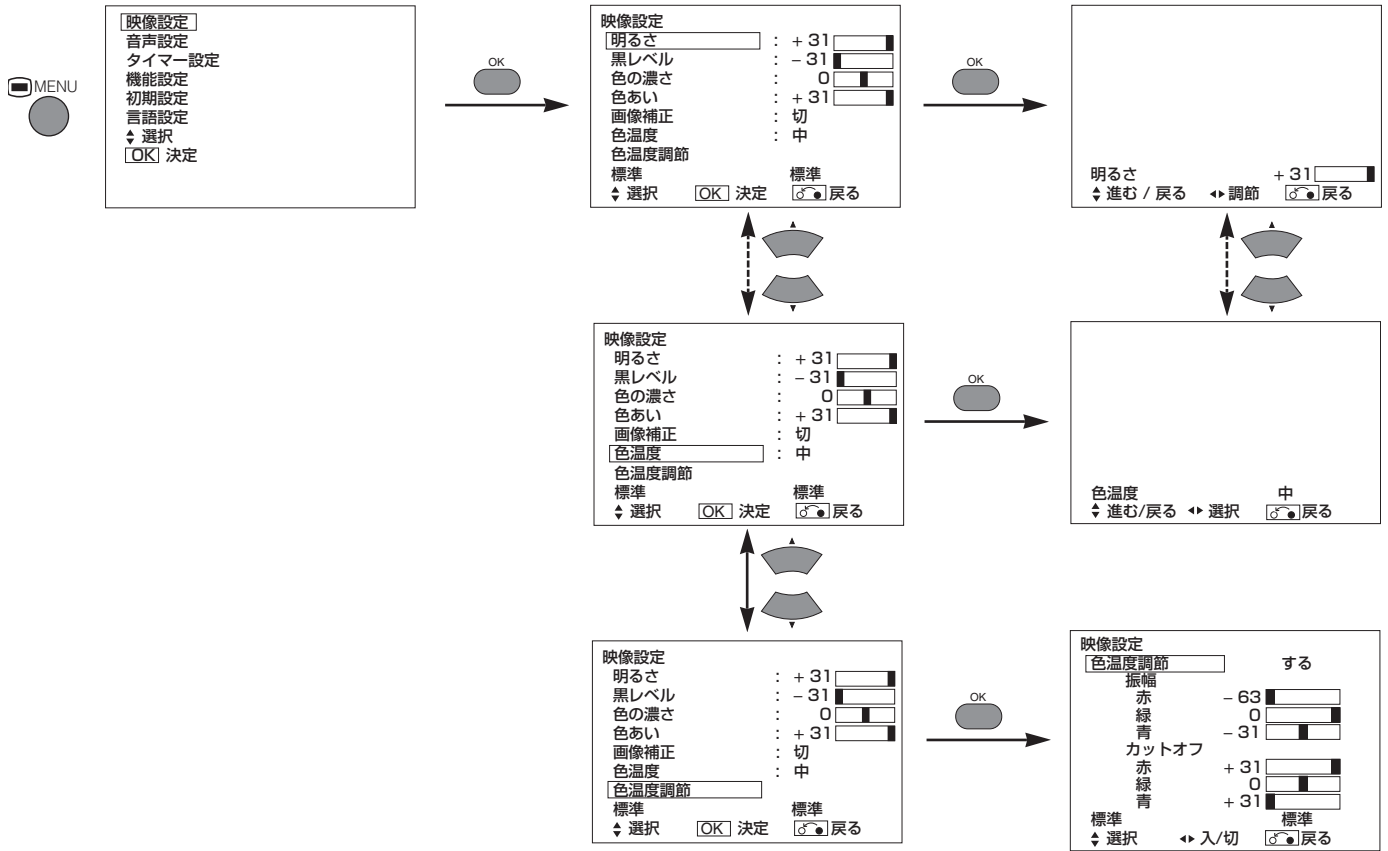 MENU
映像設定
音声設定
タイマー設定
機能設定
初期設定
言語設定
選択
OK 決定
OK
映像設定
明るさ : +31
黒レベル : −31
色の濃さ : 0
色あい : +31
画像補正 : 切
色温度 : 中
色温度調節
標準 標準
選択 OK 決定 戻る
OK
明るさ +31
進む / 戻る 調節 戻る
映像設定
明るさ : +31
黒レベル : −31
色の濃さ : 0
色あい : +31
画像補正 : 切
色温度 : 中
色温度調節
標準 標準
選択 OK 決定 戻る
OK
色温度 中
進む/戻る 選択 戻る
映像設定
明るさ : +31
黒レベル : −31
色の濃さ : 0
色あい : +31
画像補正 : 切
色温度 : 中
色温度調節
標準 標準
選択 OK 決定 戻る
OK
映像設定
色温度調節 する
振幅
赤 −63
緑 0
青 −31
カットオフ
赤 +31
緑 0
青 +31
標準 標準
選択 入/切 戻る